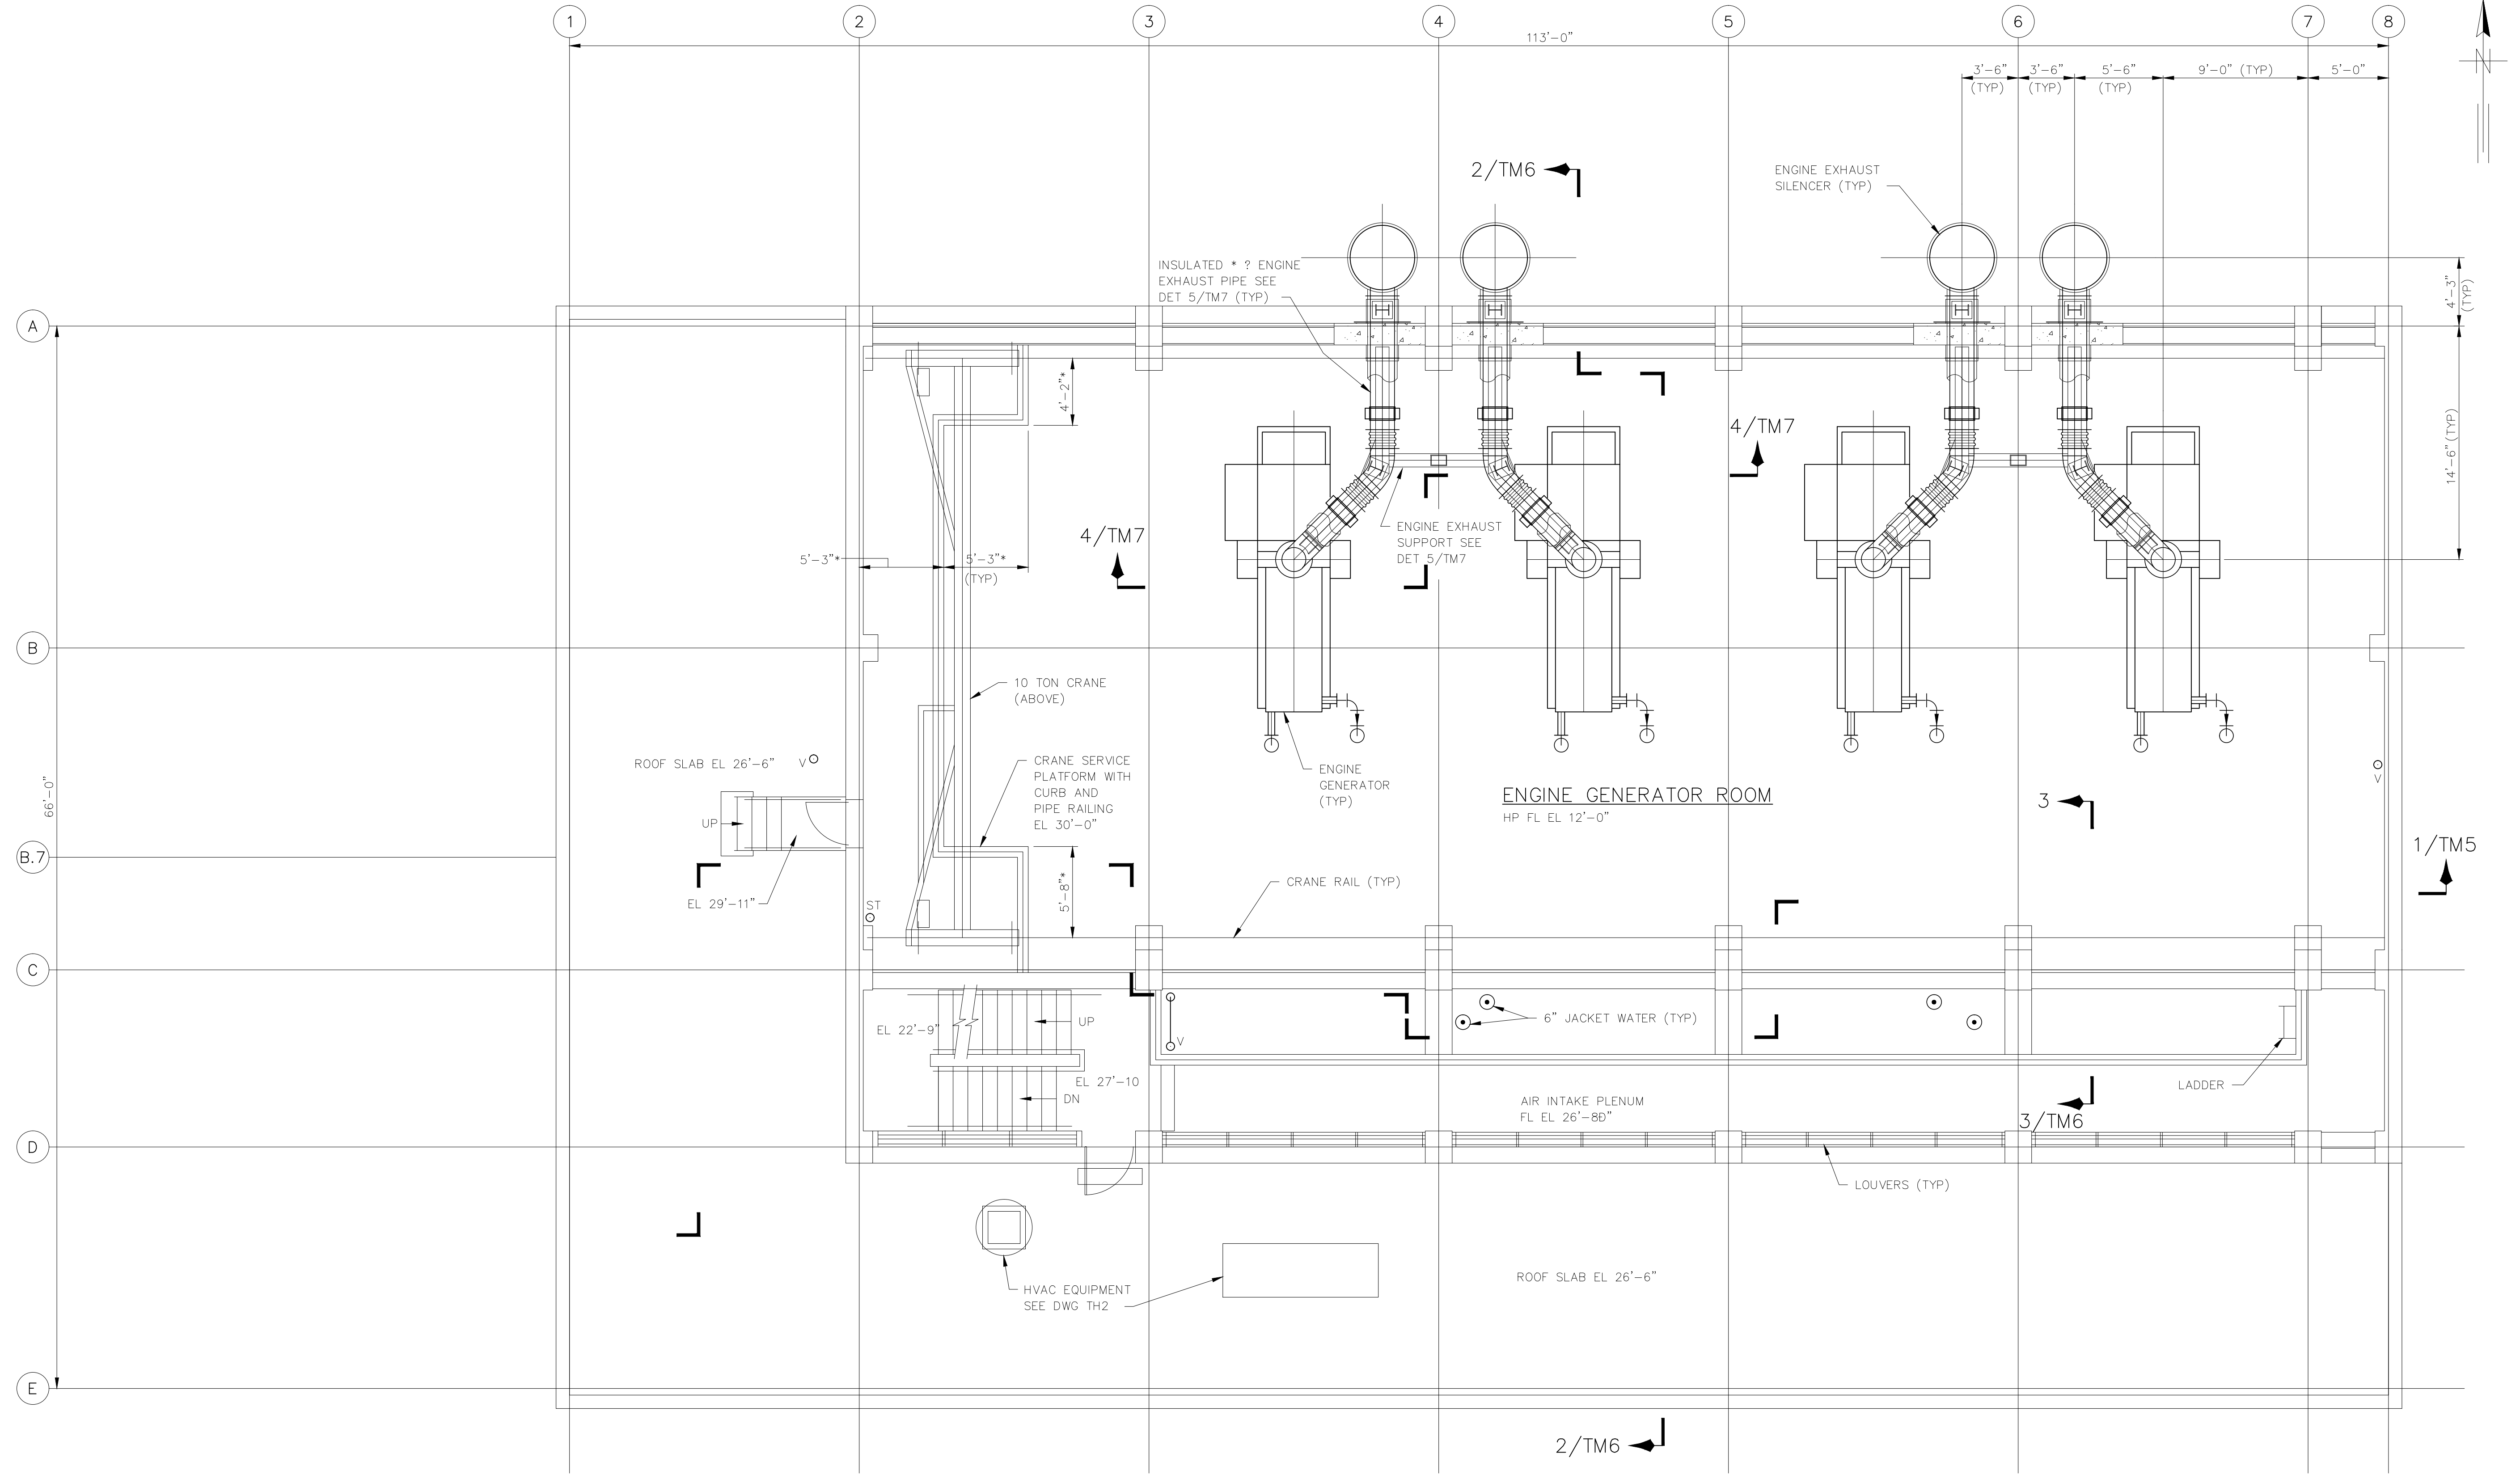 1 2 3 4 5 6 7 8
113'-0"
3'-6" 3'-6" 5'-6" 9'-0" (TYP) 5'-0"
(TYP) (TYP) (TYP)
N
2/TM6
ENGINE EXHAUST
SILENCER (TYP)
INSULATED * ? ENGINE
EXHAUST PIPE SEE
DET 5/TM7 (TYP)
4'-3"
(TYP)
A
4'-2"*
4/TM7
14'-6" (TYP)
ENGINE EXHAUST
SUPPORT SEE
DET 5/TM7
4/TM7
5'-3"*
5'-3"*
(TYP)
B
10 TON CRANE
(ABOVE)
ROOF SLAB EL 26'-6"
V
CRANE SERVICE
PLATFORM WITH
CURB AND
PIPE RAILING
EL 30'-0"
ENGINE
GENERATOR
(TYP)
ENGINE GENERATOR ROOM
HP FL EL 12'-0"
V
3
66'-0"
UP
B.7
1/TM5
EL 29'-11"
ST
5'-8"*
CRANE RAIL (TYP)
C
EL 22'-9"
UP
V
6" JACKET WATER (TYP)
EL 27'-10
DN
LADDER
AIR INTAKE PLENUM
FL EL 26'-8Đ"
3/TM6
D
LOUVERS (TYP)
HVAC EQUIPMENT
SEE DWG TH2
ROOF SLAB EL 26'-6"
E
2/TM6